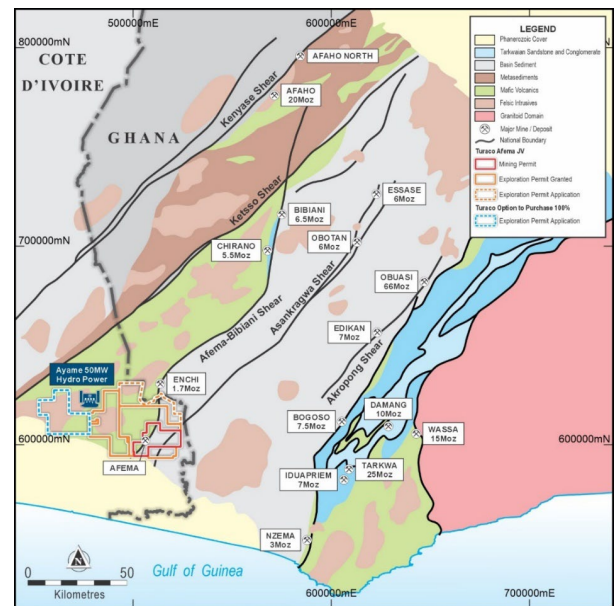 500000mE
600000mE
800000mN
COTE
D'IVOIRE
GHANA
AFAHO NORTH
Kenyase Shear
AFAHO
20Moz
Ketsso Shear
ESSASE
6Moz
BIBIANI
6.5Moz
OBOTAN
6Moz
700000mN
CHIRANO
5.5Moz
OBUASI
66Moz
Asankragwa Shear
Afema-Bibiani Shear
EDIKAN
7Moz
Akropong Shear
Ayame 50MW
Hydro Power
ENCHI
1.7Moz
DAMANG
10Moz
BOGOSO
7.5Moz
WASSA
15Moz
600000mN
600000mN
AFEMA
IDUAPRIEM
7Moz
TARKWA
25Moz
NZEMA
3Moz
N
Gulf of Guinea
0
50
Kilometres
600000mE
700000mE
LEGEND
Phanerozoic Cover
Tarkwaian Sandstone and Conglomerate
Basin Sediment
Metasediments
Mafic Volcanics
Felsic Intrusives
Granitoid Domain
Major Mine / Deposit
National Boundary
Turaco Afema JV
Mining Permit
Exploration Permit Granted
Exploration Permit Application
Turaco Option to Purchase 100%
Exploration Permit Application